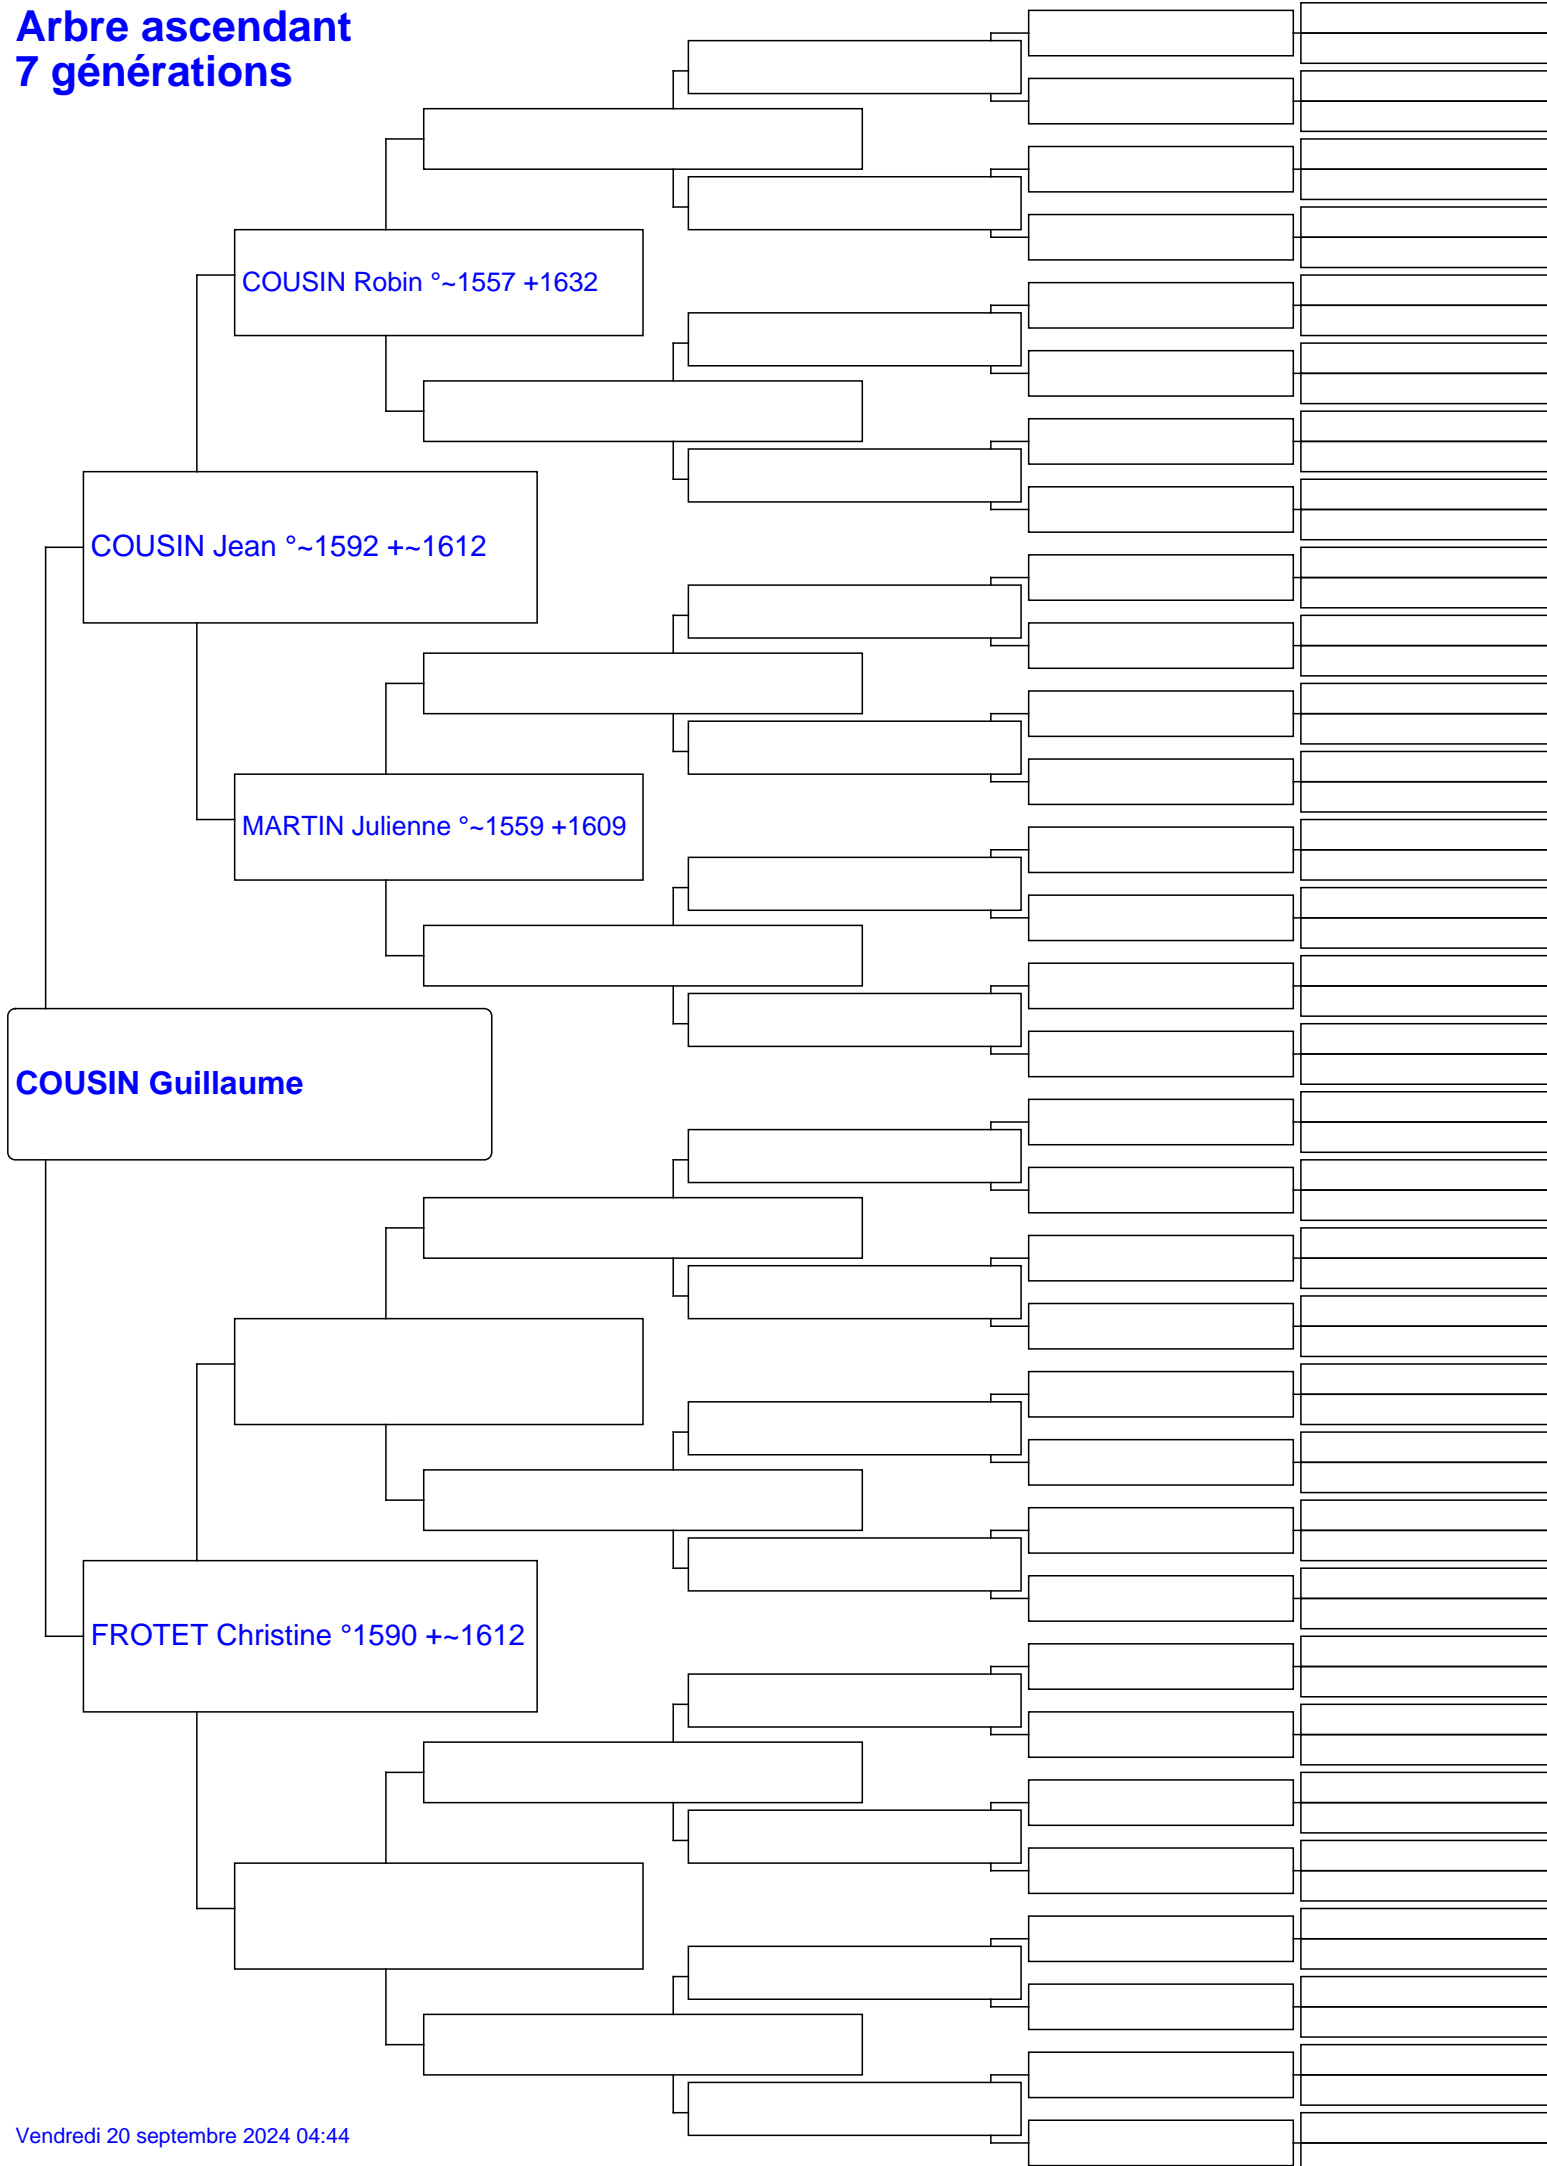 Arbre ascendant
7 générations
COUSIN Robin °~1557 +1632
COUSIN Jean °~1592 +~1612
MARTIN Julienne °~1559 +1609
COUSIN Guillaume
FROTET Christine °1590 +~1612
Vendredi 20 septembre 2024 04:44